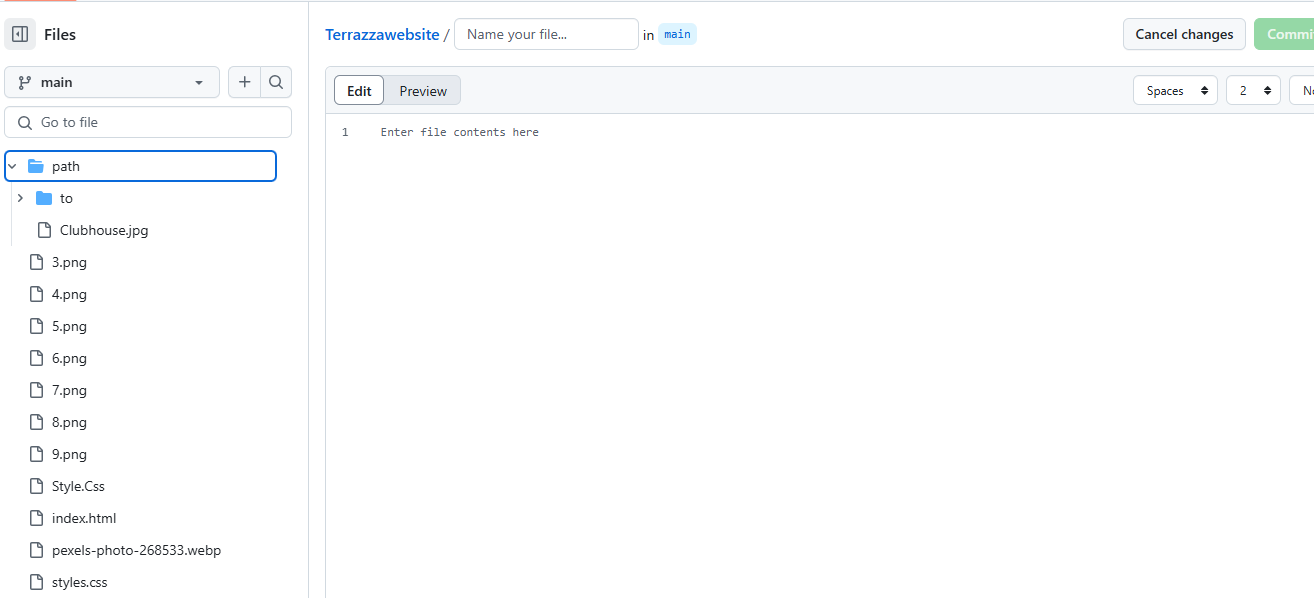 Files
main
Go to file
path
to
Clubhouse.jpg
3.png
4.png
5.png
6.png
7.png
8.png
9.png
Style.Css
index.html
pexels-photo-268533.webp
styles.css
Terrazzawebsite / Name your file... in main
Cancel changes
Commi
Edit Preview
Spaces 2 No
1 Enter file contents here